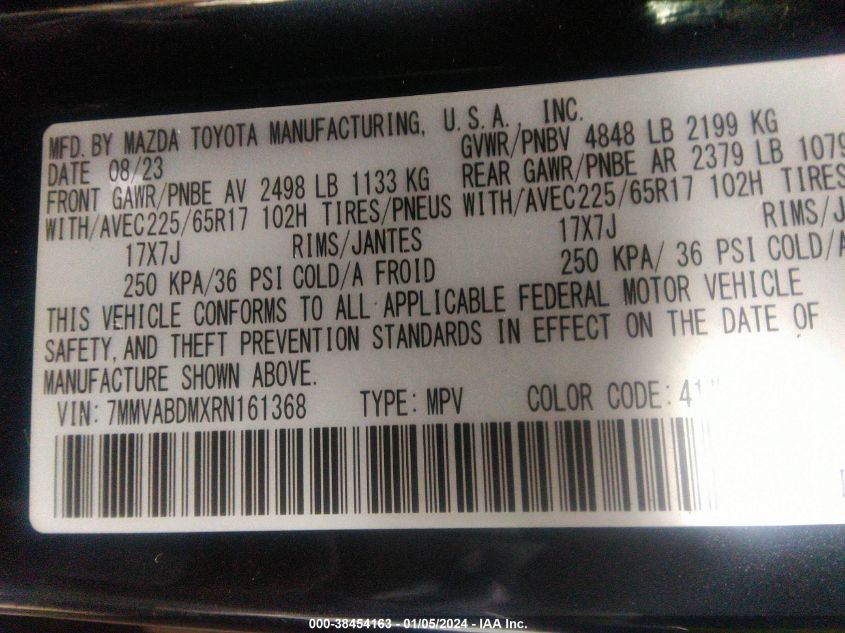 MFD. BY MAZDA TOYOTA MANUFACTURING, U.S.A., INC.
DATE 08/23 GVWR/PNBV 4848 LB 2199 KG
FRONT GAWR/PNBE AV 2498 LB 1133 KG REAR GAWR/PNBE AR 2379 LB 1079
WITH/AVEC225/65R17 102H TIRES/PNEUS WITH/AVEC225/65R17 102H TIRES
17X7J RIMS/JANTES 17X7J RIMS/J
250 KPA/36 PSI COLD/A FROID 250 KPA/ 36 PSI COLD/A
THIS VEHICLE CONFORMS TO ALL APPLICABLE FEDERAL MOTOR VEHICLE
SAFETY, AND THEFT PREVENTION STANDARDS IN EFFECT ON THE DATE OF
MANUFACTURE SHOWN ABOVE.
VIN: 7MMVABDMXRN161368 TYPE: MPV COLOR CODE: 41
000-38454163 - 01/05/2024 - IAA Inc.